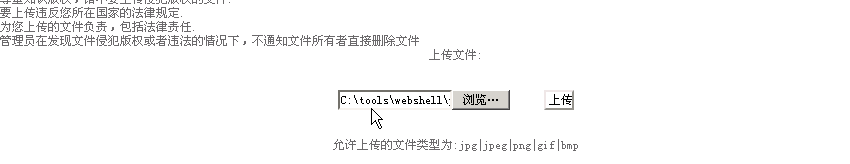 要上传违反您所在国家的法律规定.
为您上传的文件负责，包括法律责任.
管理员在发现文件侵犯版权或者违法的情况下，不通知文件所有者直接删除文件
上传文件:
C:\tools\webshell\ 浏览… 上传
允许上传的文件类型为:jpg|jpeg|png|gif|bmp